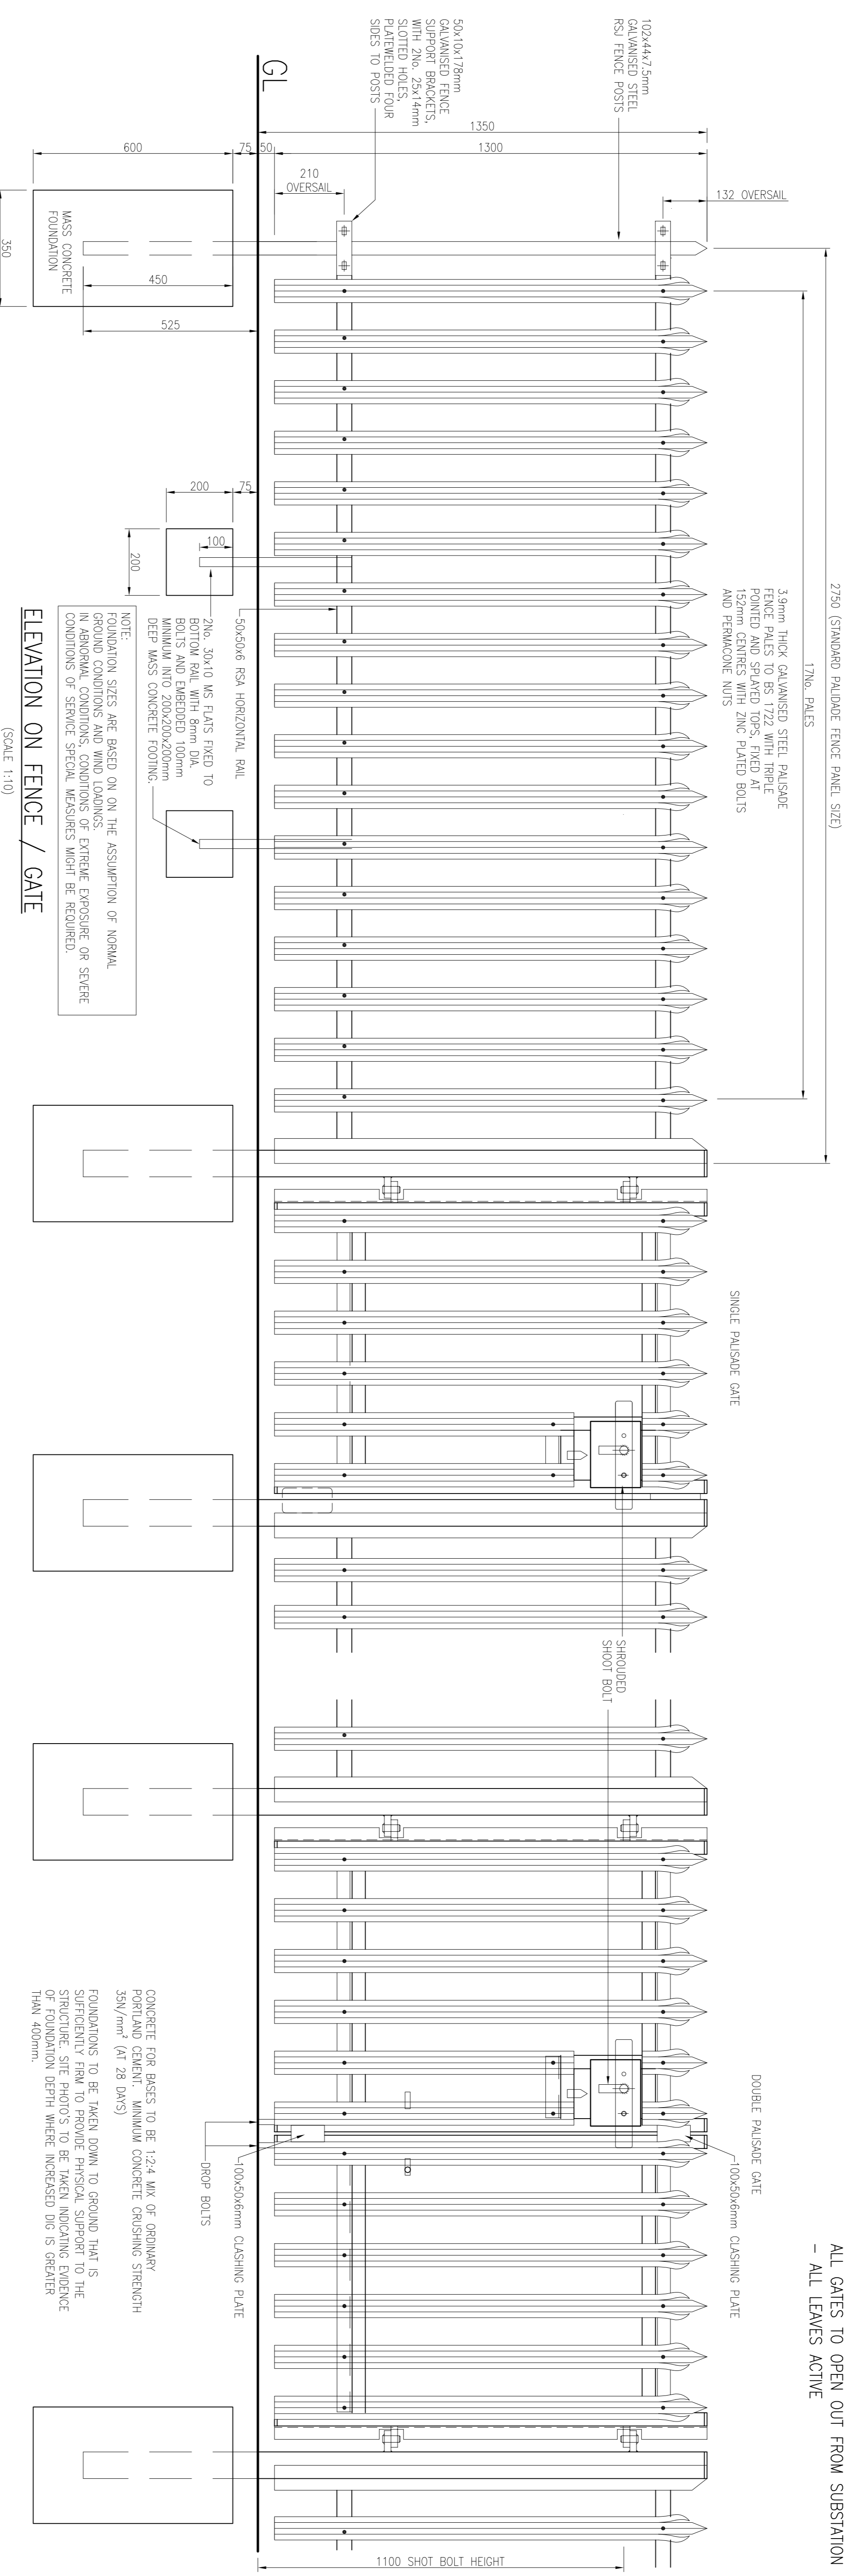 ALL GATES TO OPEN OUT FROM SUBSTATION
- ALL LEAVES ACTIVE
2750 (STANDARD PALIDADE FENCE PANEL SIZE)
17No. PALES
3.9mm THICK GALVANISED STEEL PALISADE
FENCE PALES TO BS 1722 WITH TRIPLE
POINTED AND SPLAYED TOPS, FIXED AT
152mm CENTRES WITH ZINC PLATED BOLTS
AND PERMACONE NUTS
SINGLE PALISADE GATE
DOUBLE PALISADE GATE
100x50x6mm CLASHING PLATE
102x44x7.5mm
GALVANISED STEEL
RSJ FENCE POSTS
132 OVERSAIL
1350
1300
50x10x178mm
GALVANISED FENCE
SUPPORT BRACKETS,
WITH 2No. 25x14mm
SLOTTED HOLES,
PLATEWELDED FOUR
SIDES TO POSTS
210
OVERSAIL
SHROUDED
SHOOT BOLT
1100 SHOT BOLT HEIGHT
GL
50
75
600
450
525
MASS CONCRETE
FOUNDATION
350
75
200
100
200
50x50x6 RSA HORIZONTAL RAIL
2No. 30x10 MS FLATS FIXED TO
BOTTOM RAIL WITH 8mm DIA.
BOLTS AND EMBEDDED 100mm
MINIMUM INTO 200x200x200mm
DEEP MASS CONCRETE FOOTING.
100x50x6mm CLASHING PLATE
DROP BOLTS
CONCRETE FOR BASES TO BE 1:2:4 MIX OF ORDINARY
PORTLAND CEMENT. MINIMUM CONCRETE CRUSHING STRENGTH
35N/mm² (AT 28 DAYS)
FOUNDATIONS TO BE TAKEN DOWN TO GROUND THAT IS
SUFFICIENTLY FIRM TO PROVIDE PHYSICAL SUPPORT TO THE
STRUCTURE. SITE PHOTO'S TO BE TAKEN INDICATING EVIDENCE
OF FOUNDATION DEPTH WHERE INCREASED DIG IS GREATER
THAN 400mm.
NOTE:
FOUNDATION SIZES ARE BASED ON ON THE ASSUMPTION OF NORMAL
GROUND CONDITIONS AND WIND LOADINGS.
IN ABNORMAL CONDITIONS, CONDITIONS OF EXTREME EXPOSURE OR SEVERE
CONDITIONS OF SERVICE SPECIAL MEASURES MIGHT BE REQUIRED.
ELEVATION ON FENCE / GATE
(SCALE 1:10)